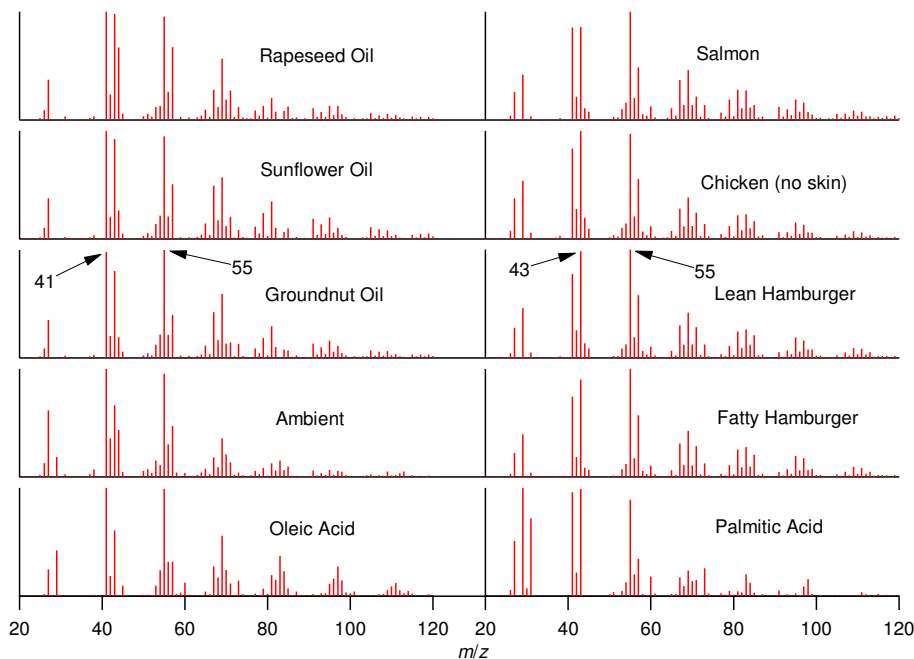 Rapeseed Oil
Salmon
Sunflower Oil
Chicken (no skin)
41
55
Groundnut Oil
43
55
Lean Hamburger
Ambient
Fatty Hamburger
Oleic Acid
Palmitic Acid
20 40 60 80 100 120 20 40 60 80 100 120
m/z